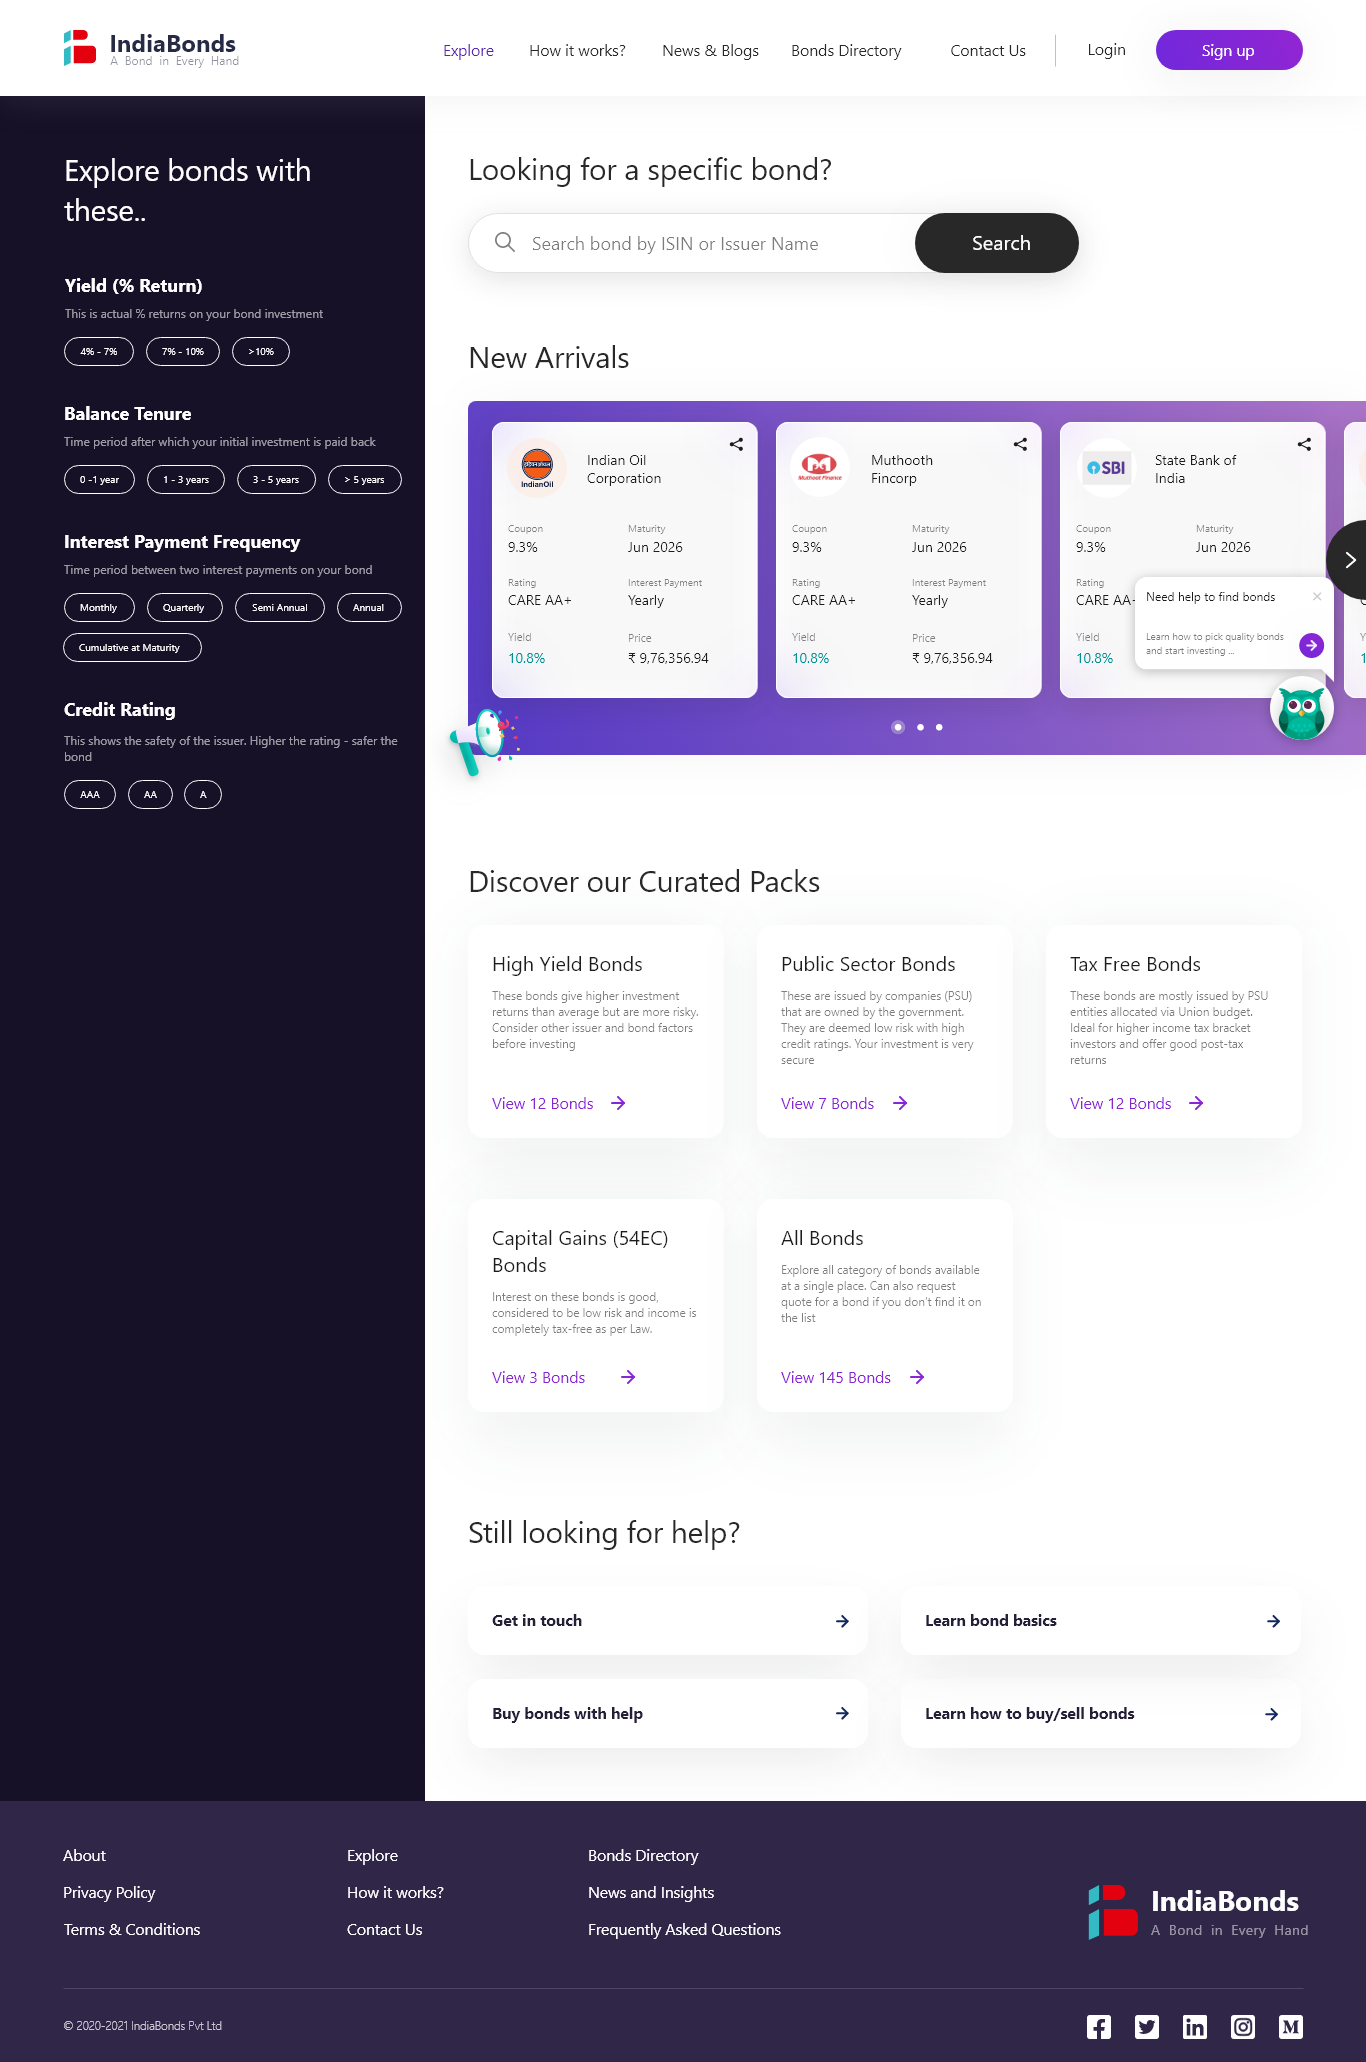 IndiaBonds
A Bond in Every Hand
Explore
How it works?
News & Blogs
Bonds Directory
Contact Us
Login
Sign up
Explore bonds with
these..
Yield (% Return)
This is actual % returns on your bond investment
4% - 7%
7% - 10%
>10%
Balance Tenure
Time period after which your initial investment is paid back
0 -1 year
1 - 3 years
3 - 5 years
> 5 years
Interest Payment Frequency
Time period between two interest payments on your bond
Monthly
Quarterly
Semi Annual
Annual
Cumulative at Maturity
Credit Rating
This shows the safety of the issuer. Higher the rating - safer the
bond
AAA
AA
A
Looking for a specific bond?
Search bond by ISIN or Issuer Name
Search
New Arrivals
IndianOil
Indian Oil
Corporation
Coupon
Maturity
9.3%
Jun 2026
Rating
Interest Payment
CARE AA+
Yearly
Yield
Price
10.8%
₹ 9,76,356.94
Muthoot Finance
Muthooth
Fincorp
Coupon
Maturity
9.3%
Jun 2026
Rating
Interest Payment
CARE AA+
Yearly
Yield
Price
10.8%
₹ 9,76,356.94
SBI
State Bank of
India
Coupon
Maturity
9.3%
Jun 2026
Rating
CARE AA
Yield
10.8%
Need help to find bonds
Learn how to pick quality bonds
and start investing ...
Discover our Curated Packs
High Yield Bonds
These bonds give higher investment
returns than average but are more risky.
Consider other issuer and bond factors
before investing
View 12 Bonds
Public Sector Bonds
These are issued by companies (PSU)
that are owned by the government.
They are deemed low risk with high
credit ratings. Your investment is very
secure
View 7 Bonds
Tax Free Bonds
These bonds are mostly issued by PSU
entities allocated via Union budget.
Ideal for higher income tax bracket
investors and offer good post-tax
returns
View 12 Bonds
Capital Gains (54EC)
Bonds
Interest on these bonds is good,
considered to be low risk and income is
completely tax-free as per Law.
View 3 Bonds
All Bonds
Explore all category of bonds available
at a single place. Can also request
quote for a bond if you don't find it on
the list
View 145 Bonds
Still looking for help?
Get in touch
Learn bond basics
Buy bonds with help
Learn how to buy/sell bonds
About
Privacy Policy
Terms & Conditions
Explore
How it works?
Contact Us
Bonds Directory
News and Insights
Frequently Asked Questions
IndiaBonds
A Bond in Every Hand
© 2020-2021 IndiaBonds Pvt Ltd